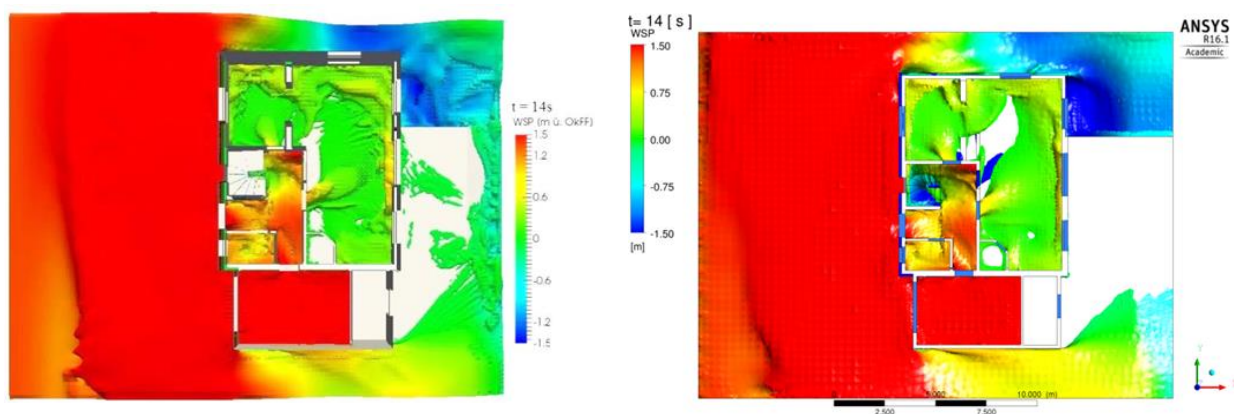 t = 14s
WSP (m ü. OkFF)
1.5
1.2
0.6
0
-0.6
-1.2
-1.5
t= 14 [ s ]
WSP
1.50
0.75
0.00
-0.75
-1.50
[m]
ANSYS
R16.1
Academic
5.000
10.000 (m)
2.500
7.500